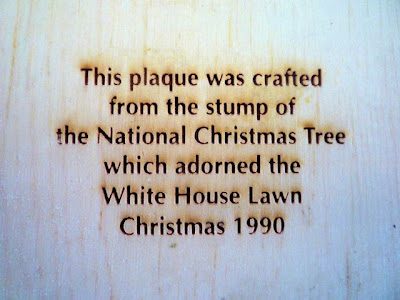 This plaque was crafted
from the stump of
the National Christmas Tree
which adorned the
White House Lawn
Christmas 1990